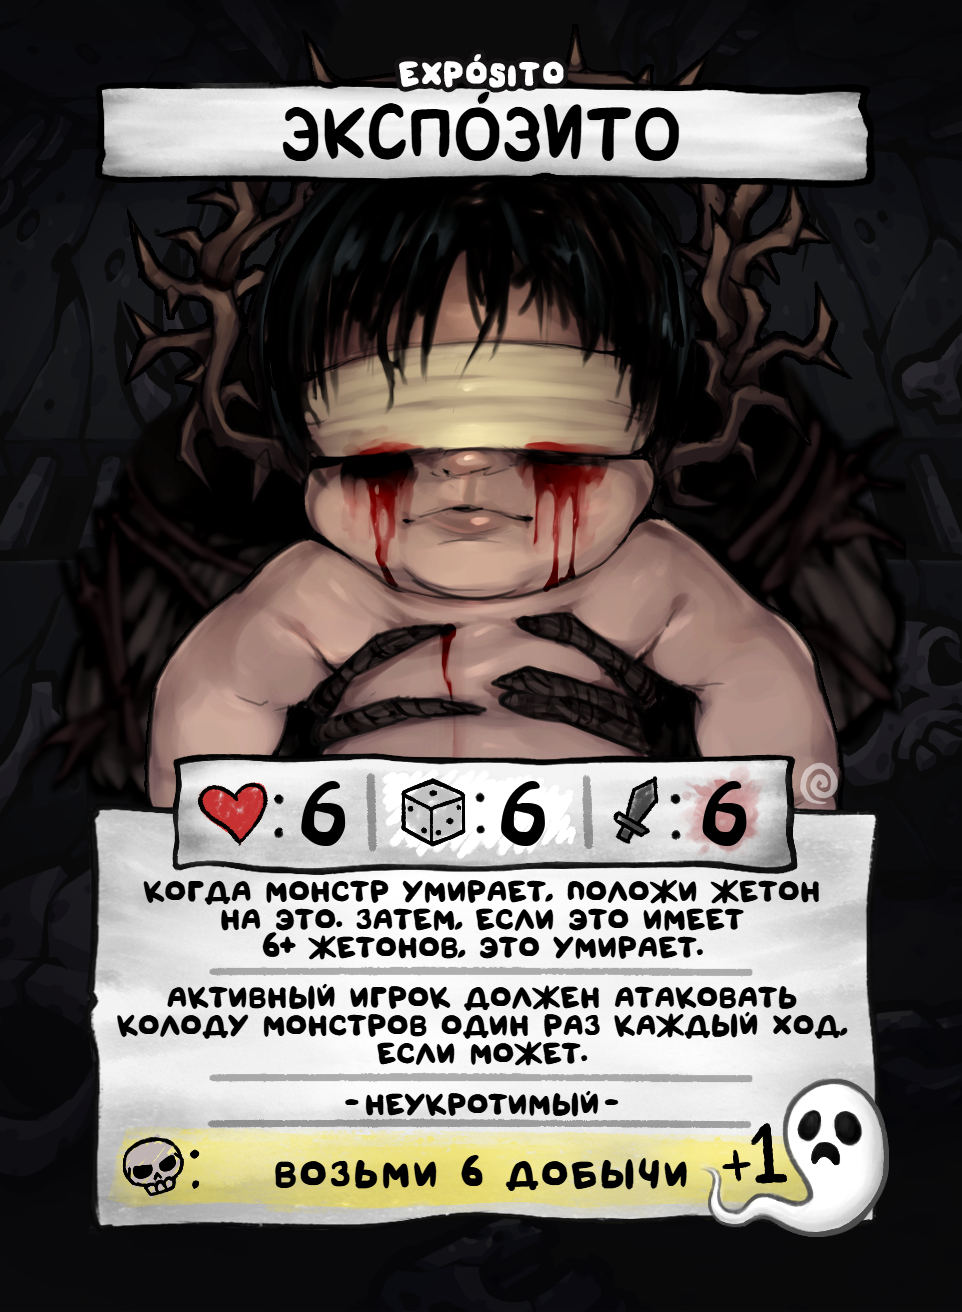 EXPÓSITO
ЭКСПО́ЗИТО
: 6 : 6 : 6
КОГДА МОНСТР УМИРАЕТ, ПОЛОЖИ ЖЕТОН
НА ЭТО. ЗАТЕМ, ЕСЛИ ЭТО ИМЕЕТ
6+ ЖЕТОНОВ, ЭТО УМИРАЕТ.
АКТИВНЫЙ ИГРОК ДОЛЖЕН АТАКОВАТЬ
КОЛОДУ МОНСТРОВ ОДИН РАЗ КАЖДЫЙ ХОД,
ЕСЛИ МОЖЕТ.
-НЕУКРОТИМЫЙ-
: ВОЗЬМИ 6 ДОБЫЧИ +1